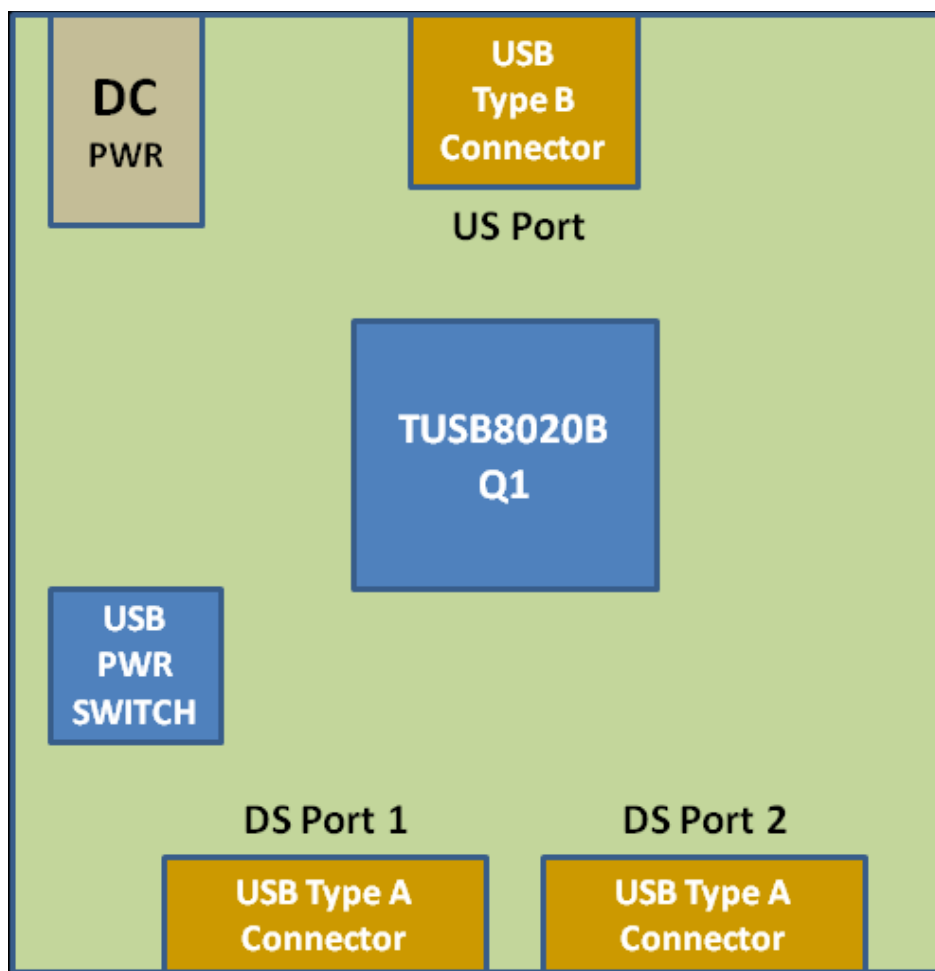 DC
PWR
USB
Type B
Connector
US Port
TUSB8020B
Q1
USB
PWR
SWITCH
DS Port 1
DS Port 2
USB Type A
Connector
USB Type A
Connector